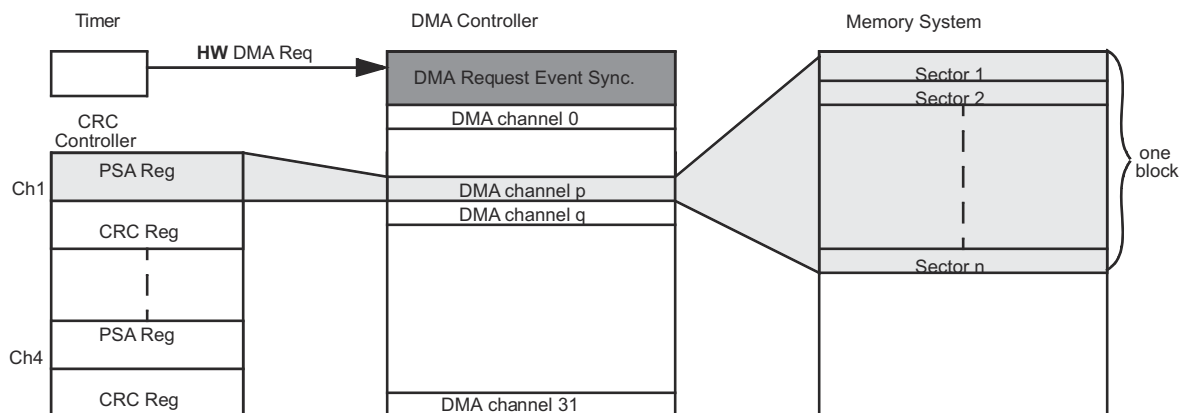 Timer
DMA Controller
Memory System
HW DMA Req
DMA Request Event Sync.
Sector 1
Sector 2
DMA channel 0
CRC
Controller
PSA Reg
Ch1
DMA channel p
one
block
DMA channel q
CRC Reg
Sector n
PSA Reg
Ch4
CRC Reg
DMA channel 31